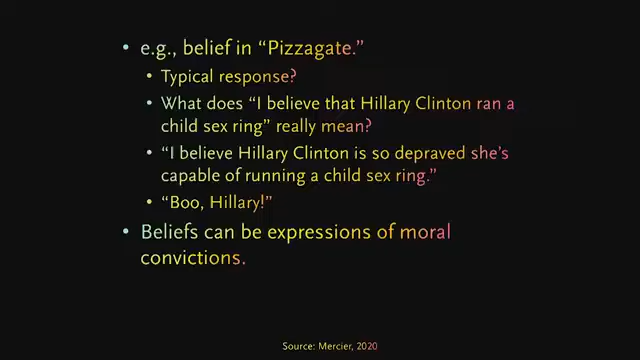 • e.g., belief in “Pizzagate.”
• Typical response?
• What does “I believe that Hillary Clinton ran a
child sex ring” really mean?
• “I believe Hillary Clinton is so depraved she’s
capable of running a child sex ring.”
• “Boo, Hillary!”
• Beliefs can be expressions of moral
convictions.
Source: Mercier, 2020